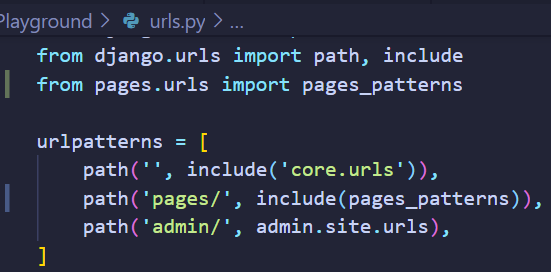 Playground > urls.py > ...
from django.urls import path, include
from pages.urls import pages_patterns
urlpatterns = [
    path('', include('core.urls')),
    path('pages/', include(pages_patterns)),
    path('admin/', admin.site.urls),
]